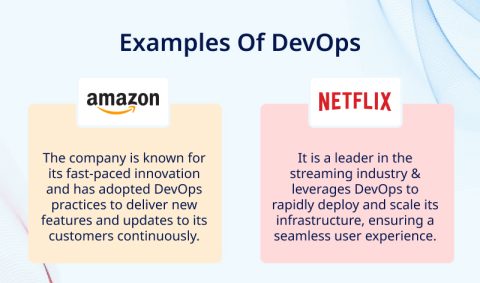 Examples Of DevOps
amazon
The company is known for
its fast-paced innovation
and has adopted DevOps
practices to deliver new
features and updates to its
customers continuously.
NETFLIX
It is a leader in the
streaming industry &
leverages DevOps to
rapidly deploy and scale its
infrastructure, ensuring a
seamless user experience.